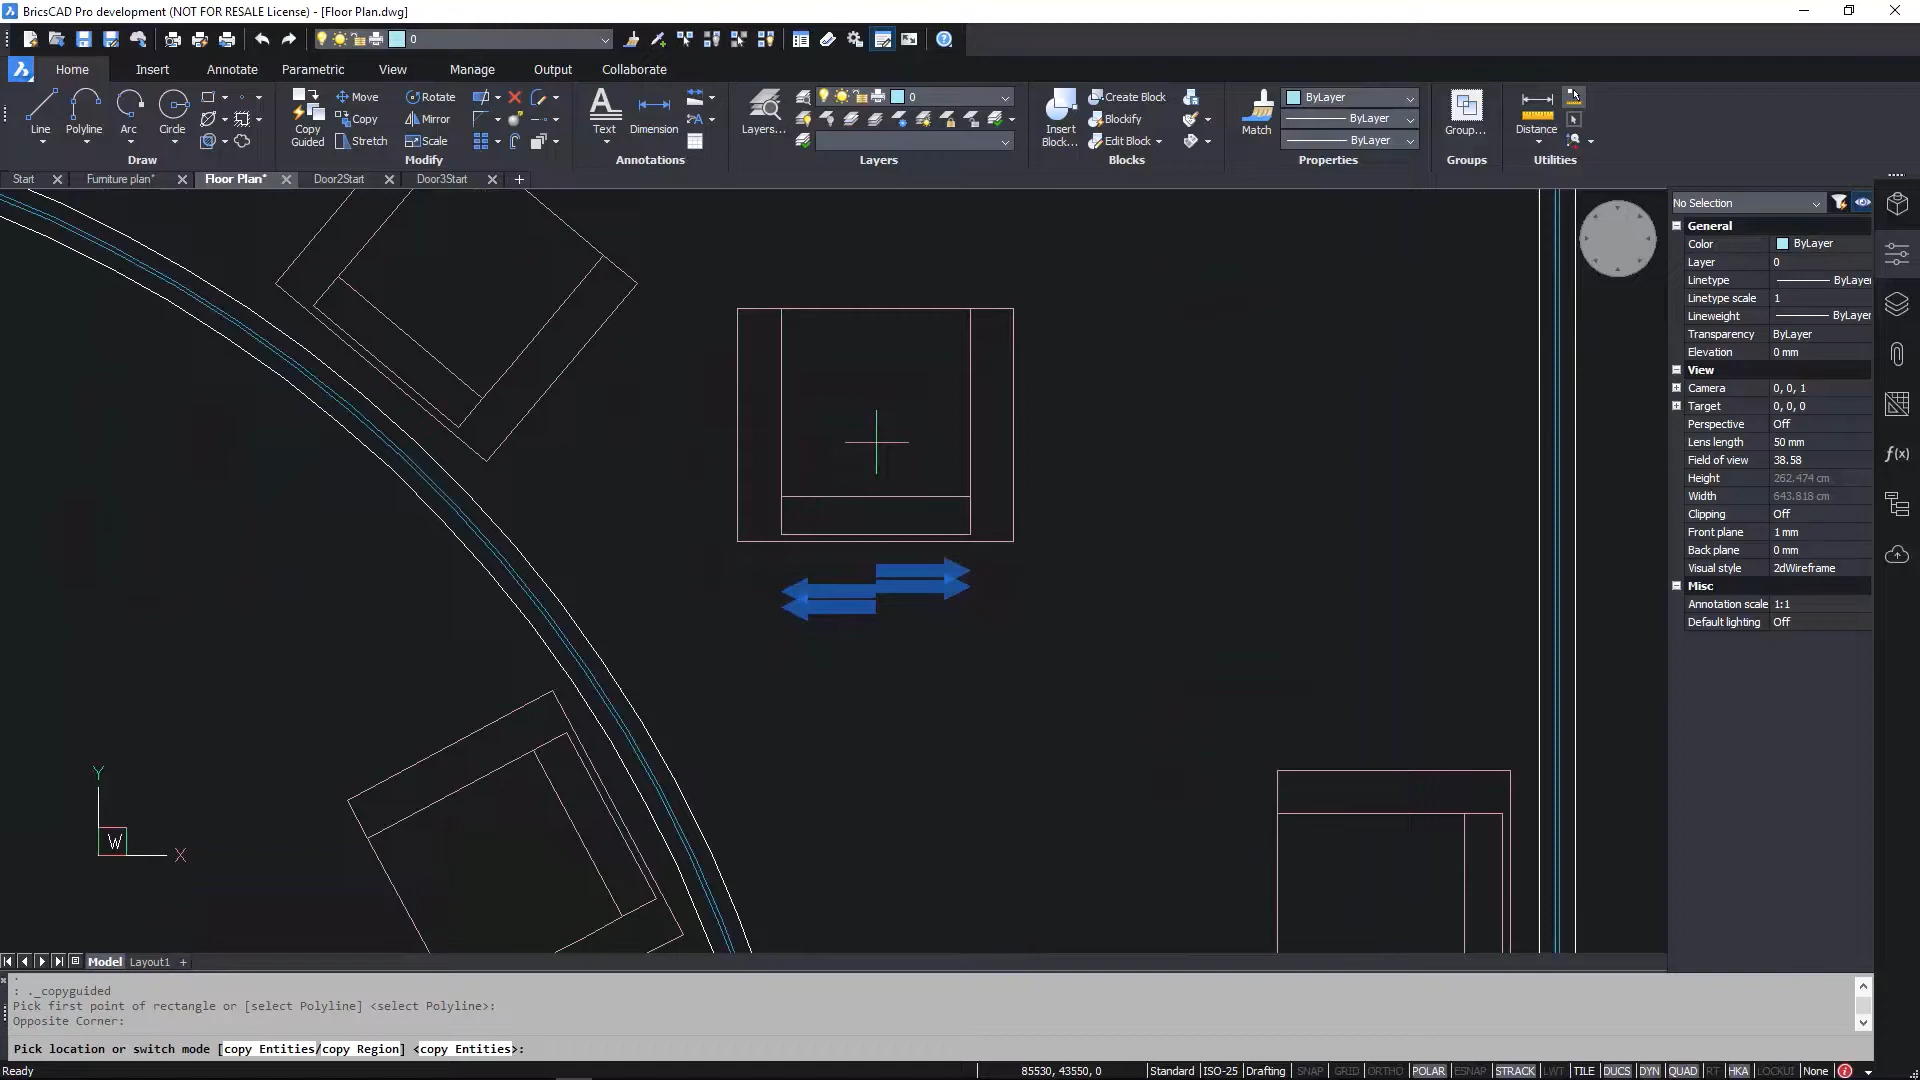 BricsCAD Pro development (NOT FOR RESALE License) - [Floor Plan.dwg]
0
Home Insert Annotate Parametric View Manage Output Collaborate
Line Polyline Arc Circle
Draw
Copy Guided
Move Rotate
Copy Mirror
Stretch Scale
Modify
A
Text Dimension
Annotations
Layers...
0
Layers
Insert Block...
Create Block
Blockify
Edit Block
Blocks
Match
ByLayer
ByLayer
ByLayer
Properties
Group...
Groups
Distance
Utilities
Start Furniture plan* Floor Plan* Door2Start Door3Start +
No Selection
General
Color ByLayer
Layer 0
Linetype ByLayer
Linetype scale 1
Lineweight ByLayer
Transparency ByLayer
Elevation 0 mm
View
Camera 0, 0, 1
Target 0, 0, 0
Perspective Off
Lens length 50 mm
Field of view 38.58
Height 262.474 cm
Width 643.818 cm
Clipping Off
Front plane 1 mm
Back plane 0 mm
Visual style 2dWireframe
Misc
Annotation scale 1:1
Default lighting Off
f(x)
Y
W
X
Model Layout1 +
:
: ._copyguided
Pick first point of rectangle or [select Polyline] <select Polyline>:
Opposite Corner:
Pick location or switch mode [copy Entities/copy Region] <copy Entities>:
Ready 85530, 43550, 0 Standard ISO-25 Drafting SNAP GRID ORTHO POLAR ESNAP STRACK LWT TILE DUCS DYN QUAD RT HKA LOCKUI None